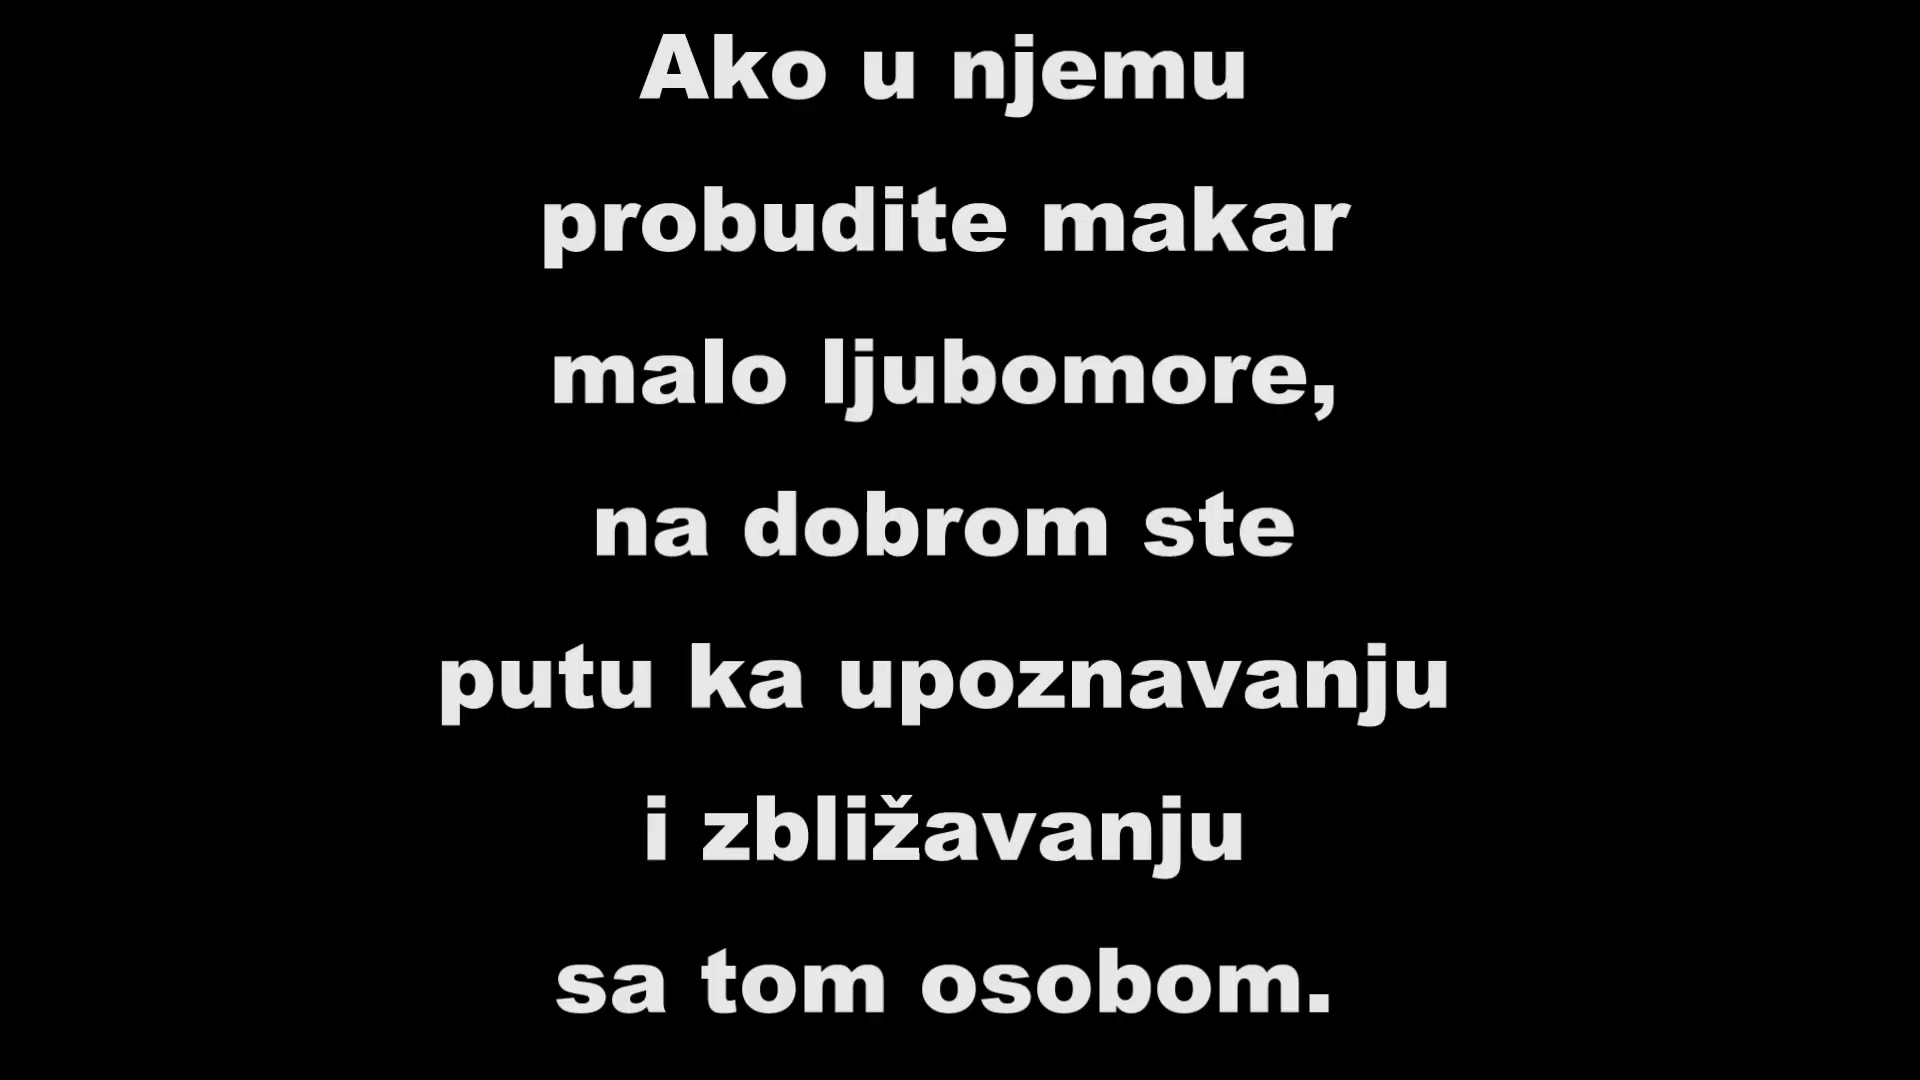 Ako u njemu
probudite makar
malo ljubomore,
na dobrom ste
putu ka upoznavanju
i zbližavanju
sa tom osobom.